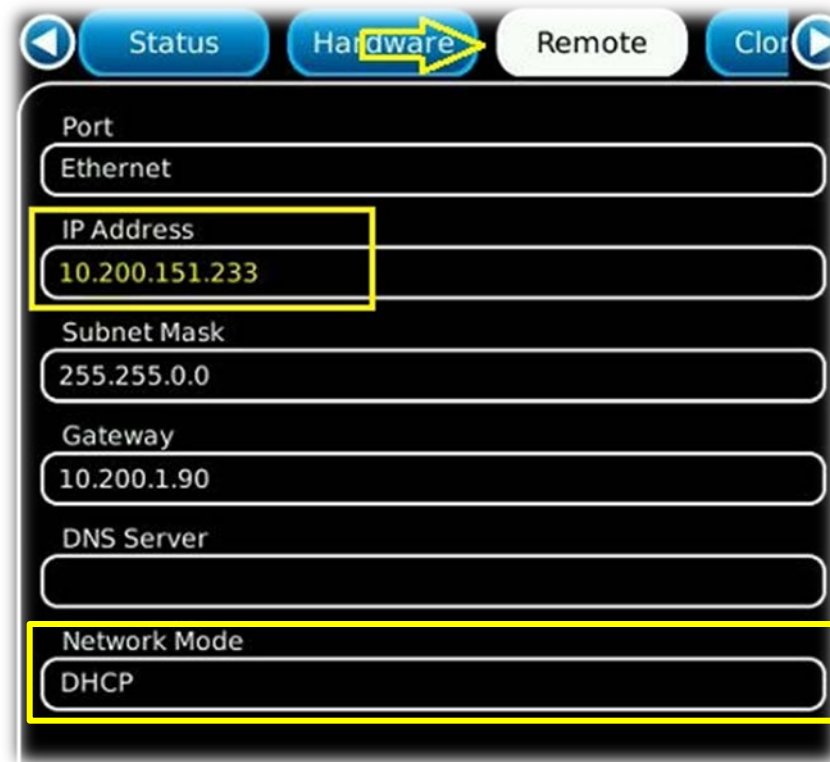 Status
Hardware
Remote
Clon
Port
Ethernet
IP Address
10.200.151.233
Subnet Mask
255.255.0.0
Gateway
10.200.1.90
DNS Server
Network Mode
DHCP